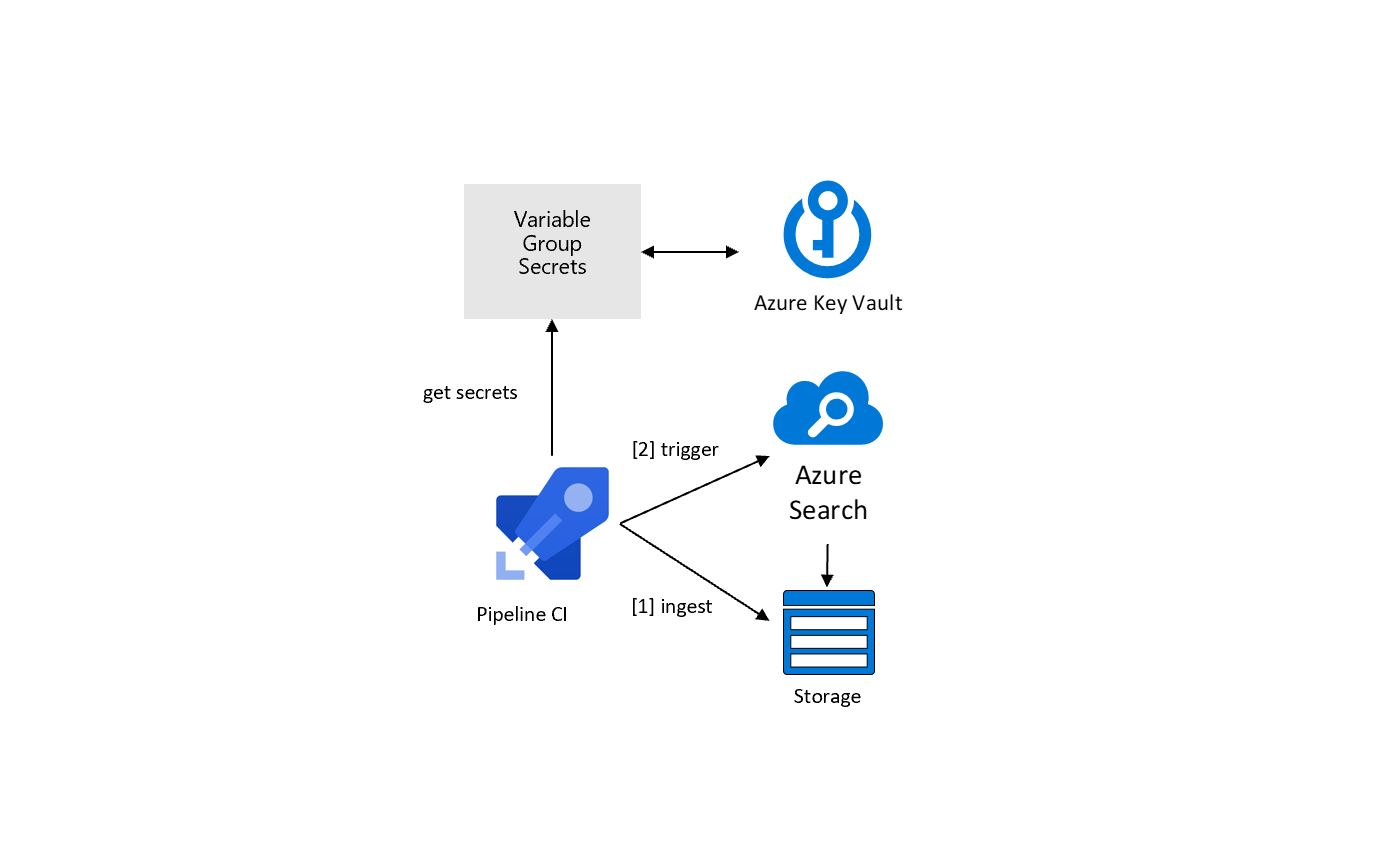 Variable
Group
Secrets
Azure Key Vault
get secrets
[2] trigger
Azure
Search
[1] ingest
Pipeline CI
Storage